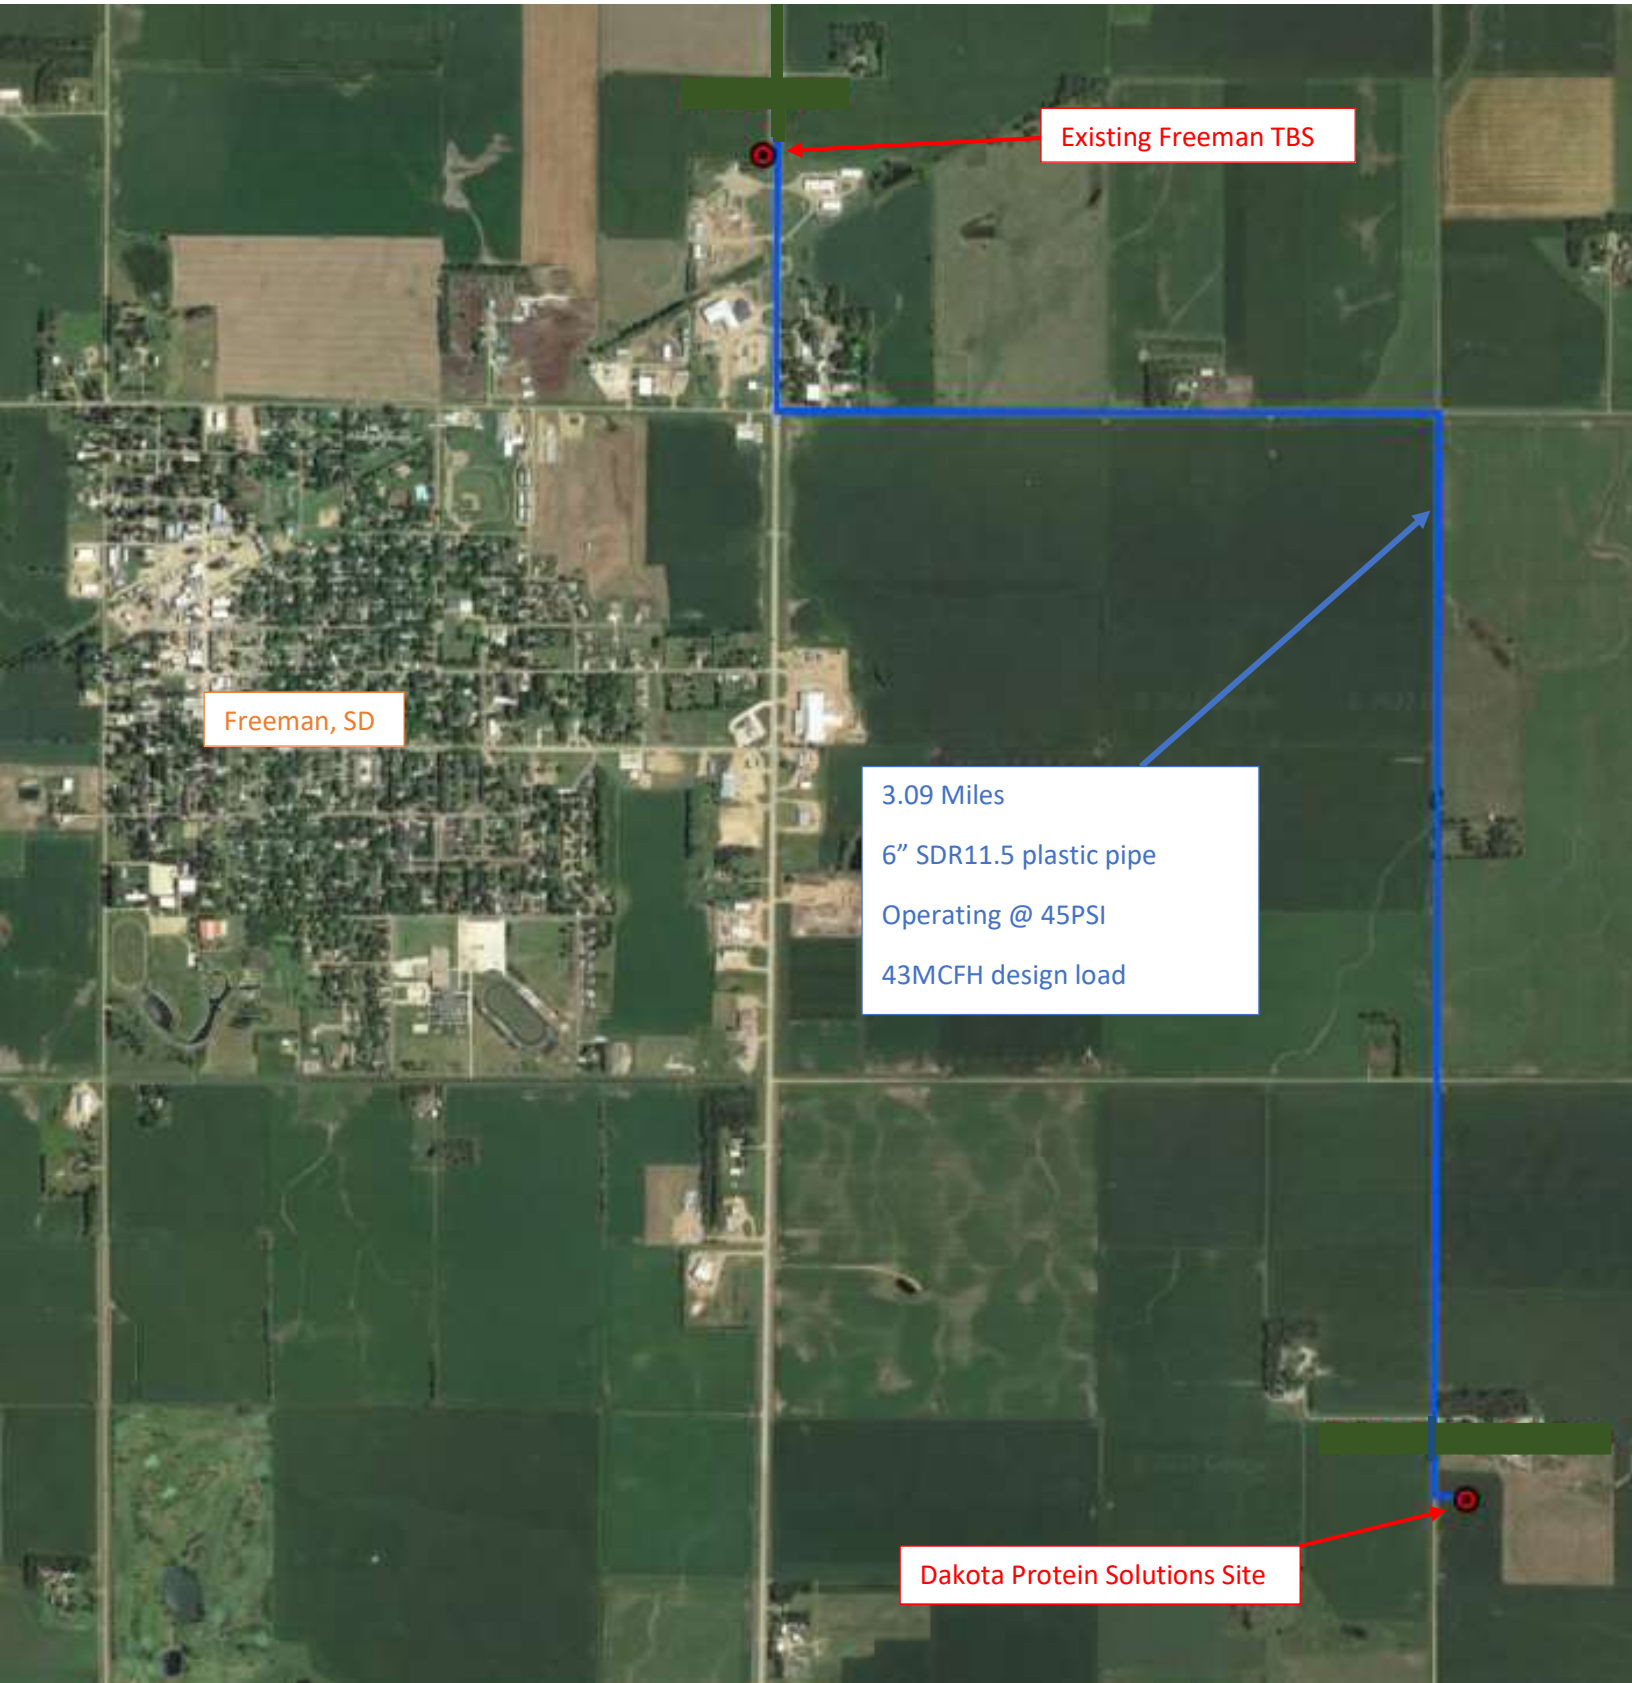 Existing Freeman TBS
Freeman, SD
3.09 Miles
6” SDR11.5 plastic pipe
Operating @ 45PSI
43MCFH design load
Dakota Protein Solutions Site